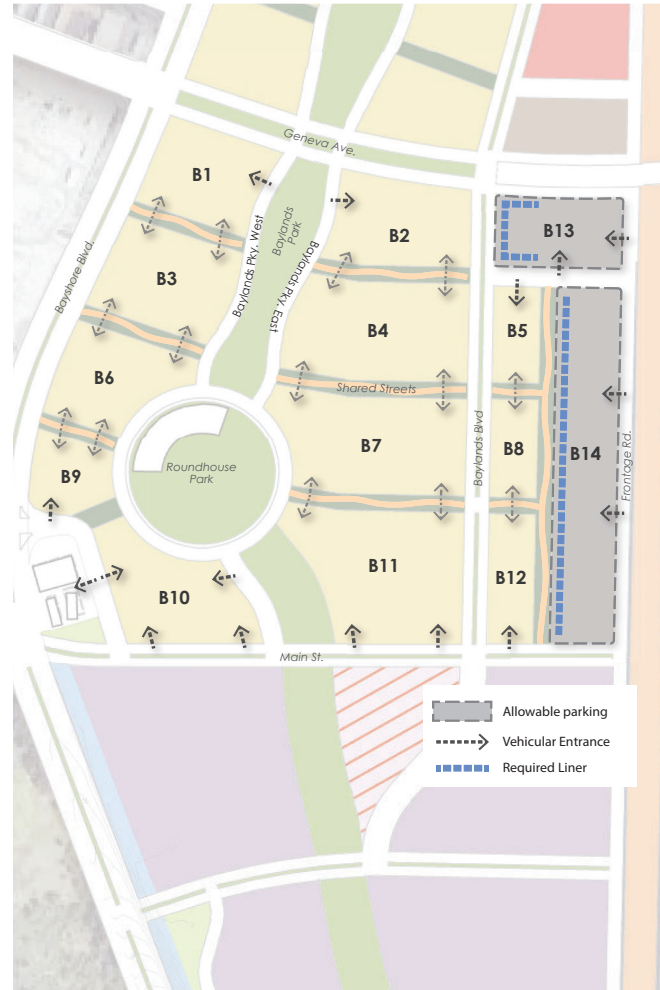 Geneva Ave.
B1
B2
B13
Bayshore Blvd.
Baylands Pky. West
Baylands
Park
Baylands Pky. East
B3
B4
B5
B6
Shared Streets
B7
Baylands Blvd
B8
B14
Frontage Rd.
B9
Roundhouse
Park
B10
B11
B12
Main St.
Allowable parking
Vehicular Entrance
Required Liner